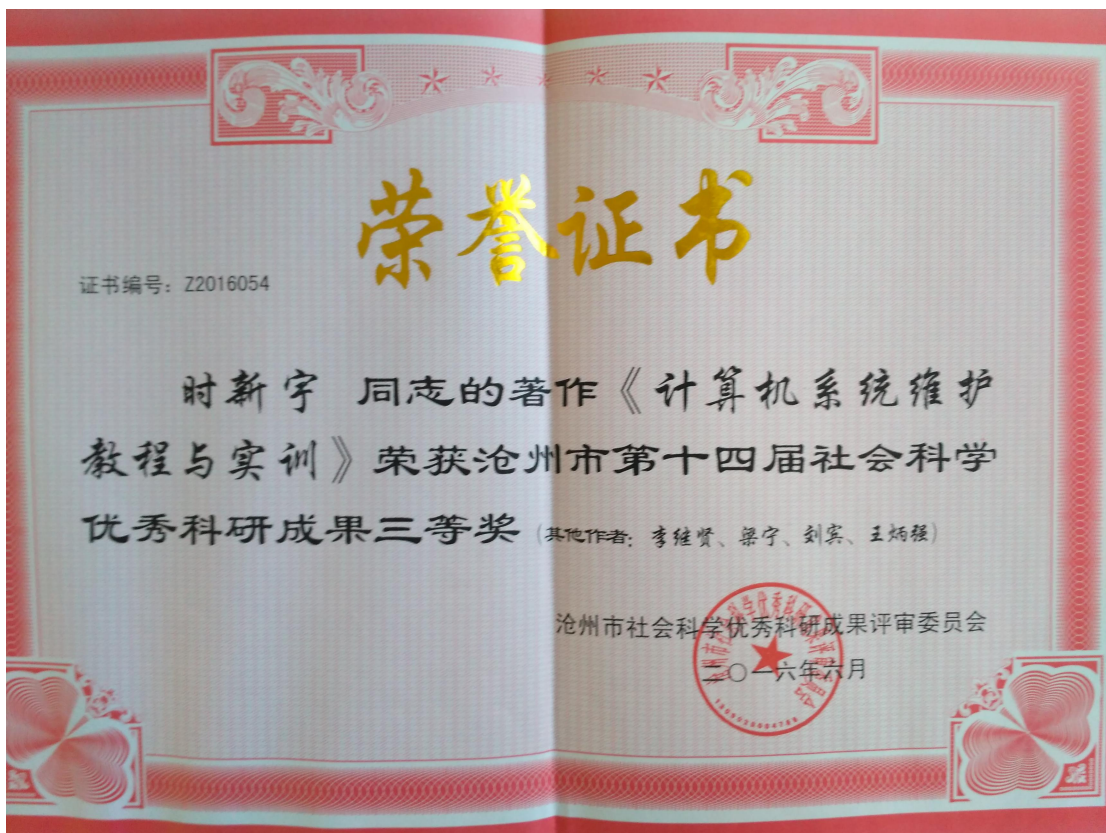 荣誉证书
证书编号：Z2016054
时新宇 同志的著作《计算机系统维护
教程与实训》荣获沧州市第十四届社会科学
优秀科研成果三等奖（其他作者：李继贤、梁宁、刘宾、王炳强）
沧州市社会科学优秀科研成果评审委员会
二〇一六年六月